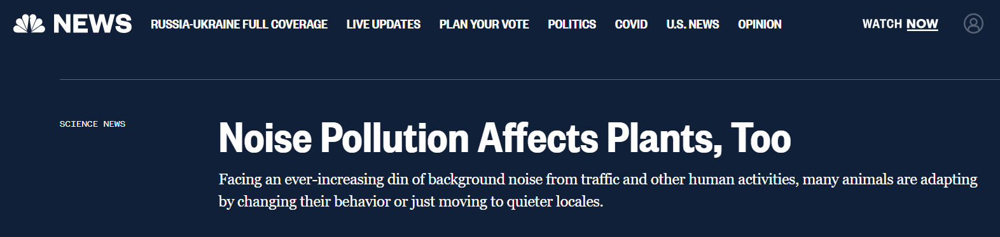 NEWS RUSSIA-UKRAINE FULL COVERAGE LIVE UPDATES PLAN YOUR VOTE POLITICS COVID U.S. NEWS OPINION WATCH NOW
SCIENCE NEWS
Noise Pollution Affects Plants, Too
Facing an ever-increasing din of background noise from traffic and other human activities, many animals are adapting
by changing their behavior or just moving to quieter locales.